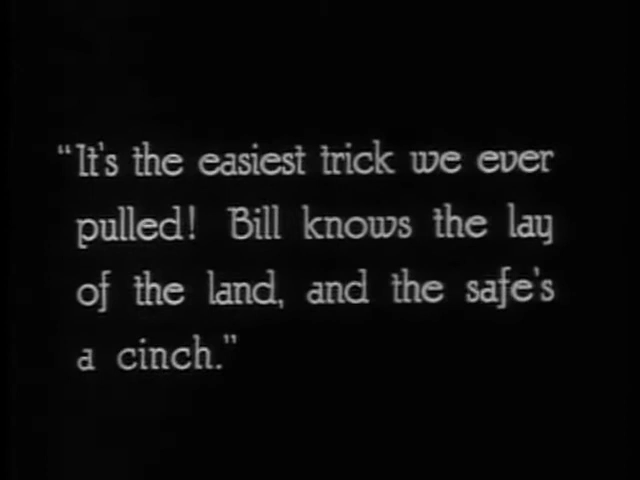 “It's the easiest trick we ever
pulled! Bill knows the lay
of the land, and the safe's
a cinch.”